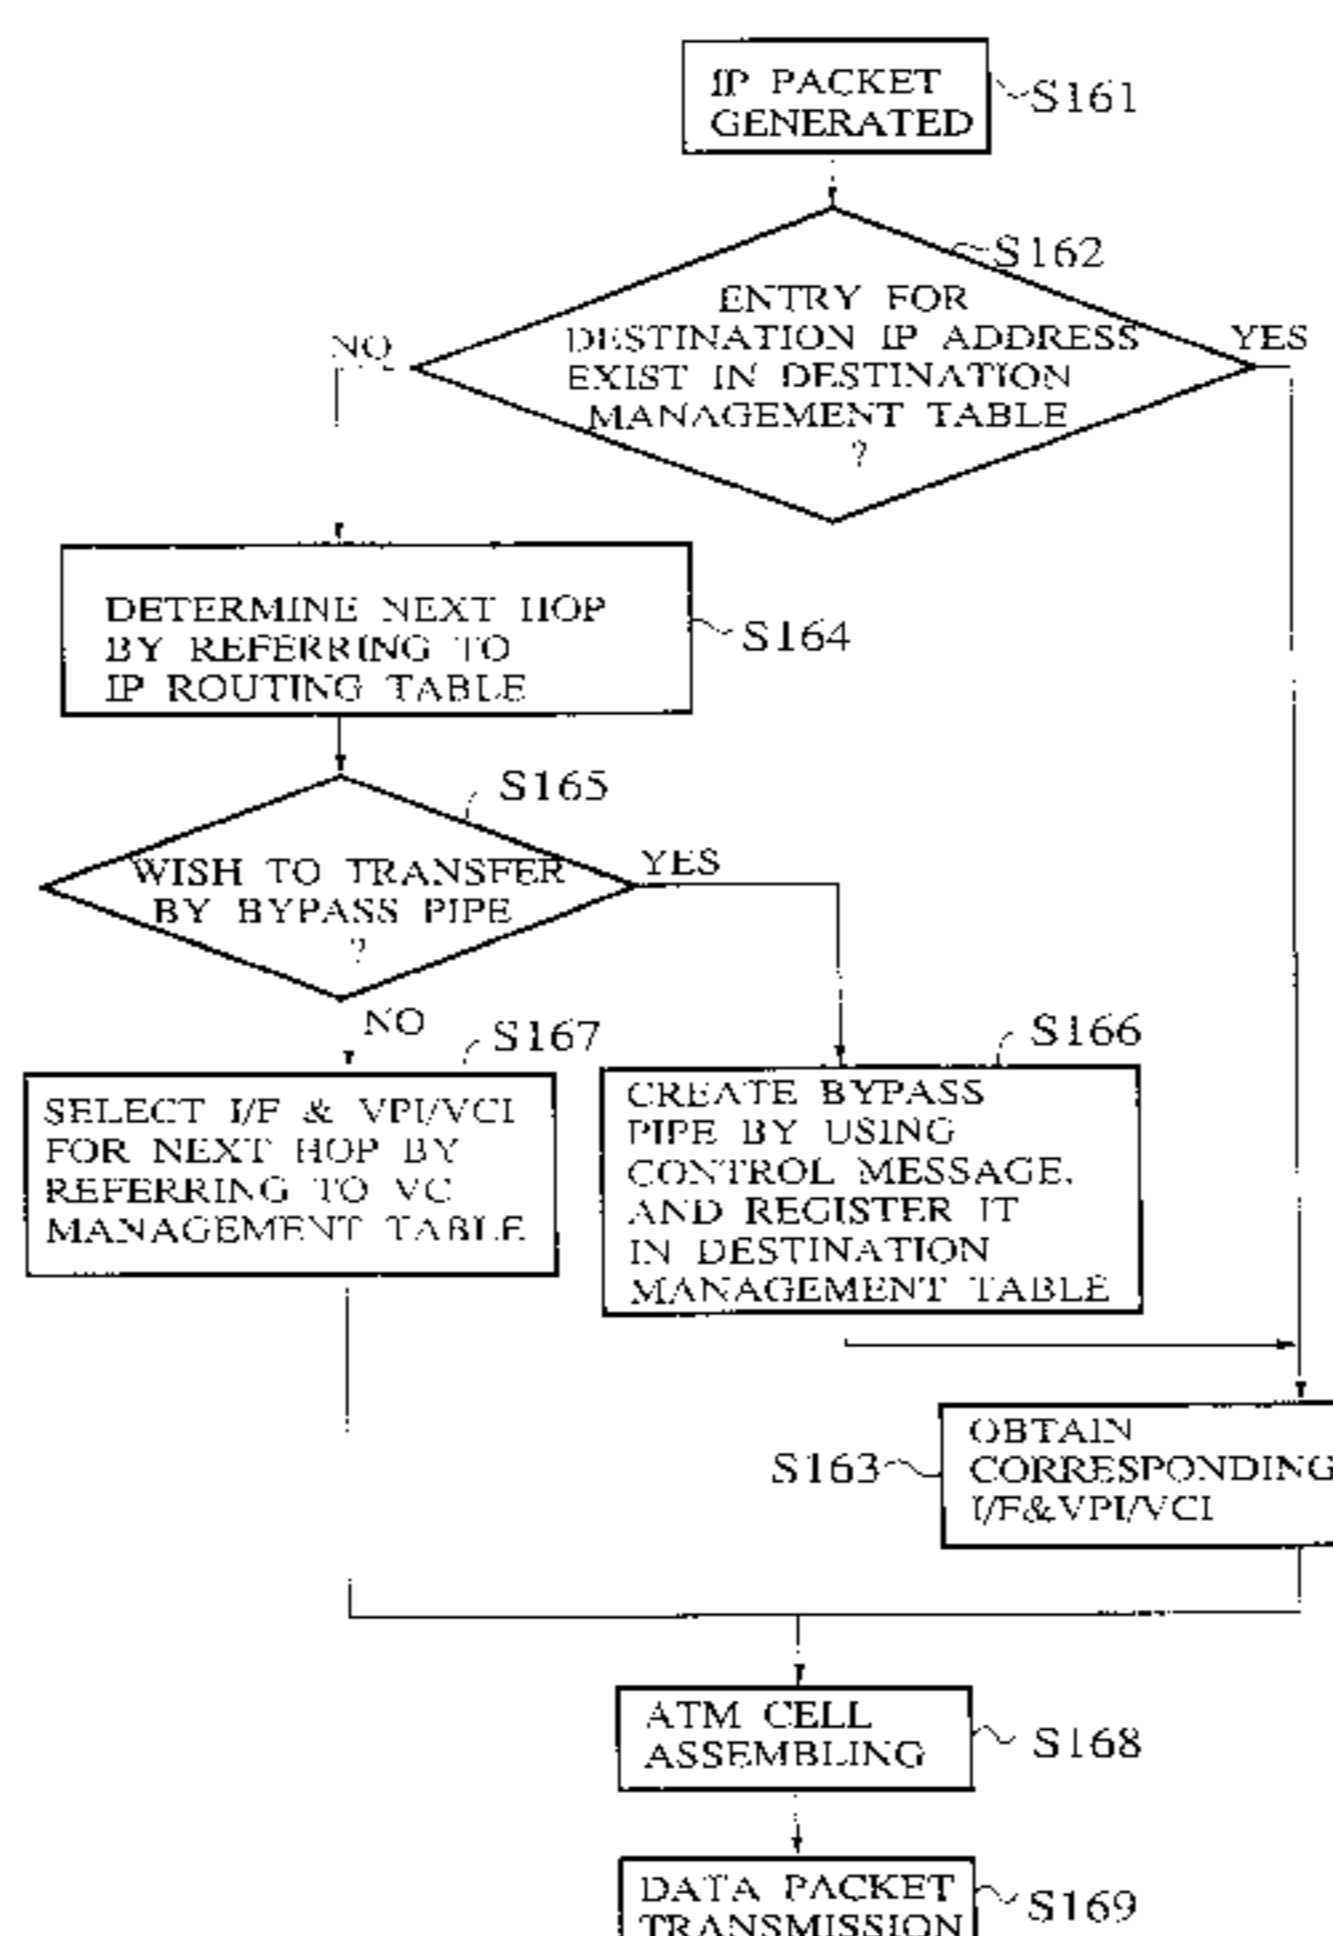 IP PACKET
GENERATED
S161
S162
ENTRY FOR
DESTINATION IP ADDRESS
EXIST IN DESTINATION
MANAGEMENT TABLE
?
NO
YES
DETERMINE NEXT HOP
BY REFERRING TO
IP ROUTING TABLE
S164
S165
WISH TO TRANSFER
BY BYPASS PIPE
?
YES
NO
S167
SELECT I/F & VPI/VCI
FOR NEXT HOP BY
REFERRING TO VC
MANAGEMENT TABLE
S166
CREATE BYPASS
PIPE BY USING
CONTROL MESSAGE,
AND REGISTER IT
IN DESTINATION
MANAGEMENT TABLE
S163
OBTAIN
CORRESPONDING
I/F&VPI/VCI
ATM CELL
ASSEMBLING
S168
DATA PACKET
TRANSMISSION
S169